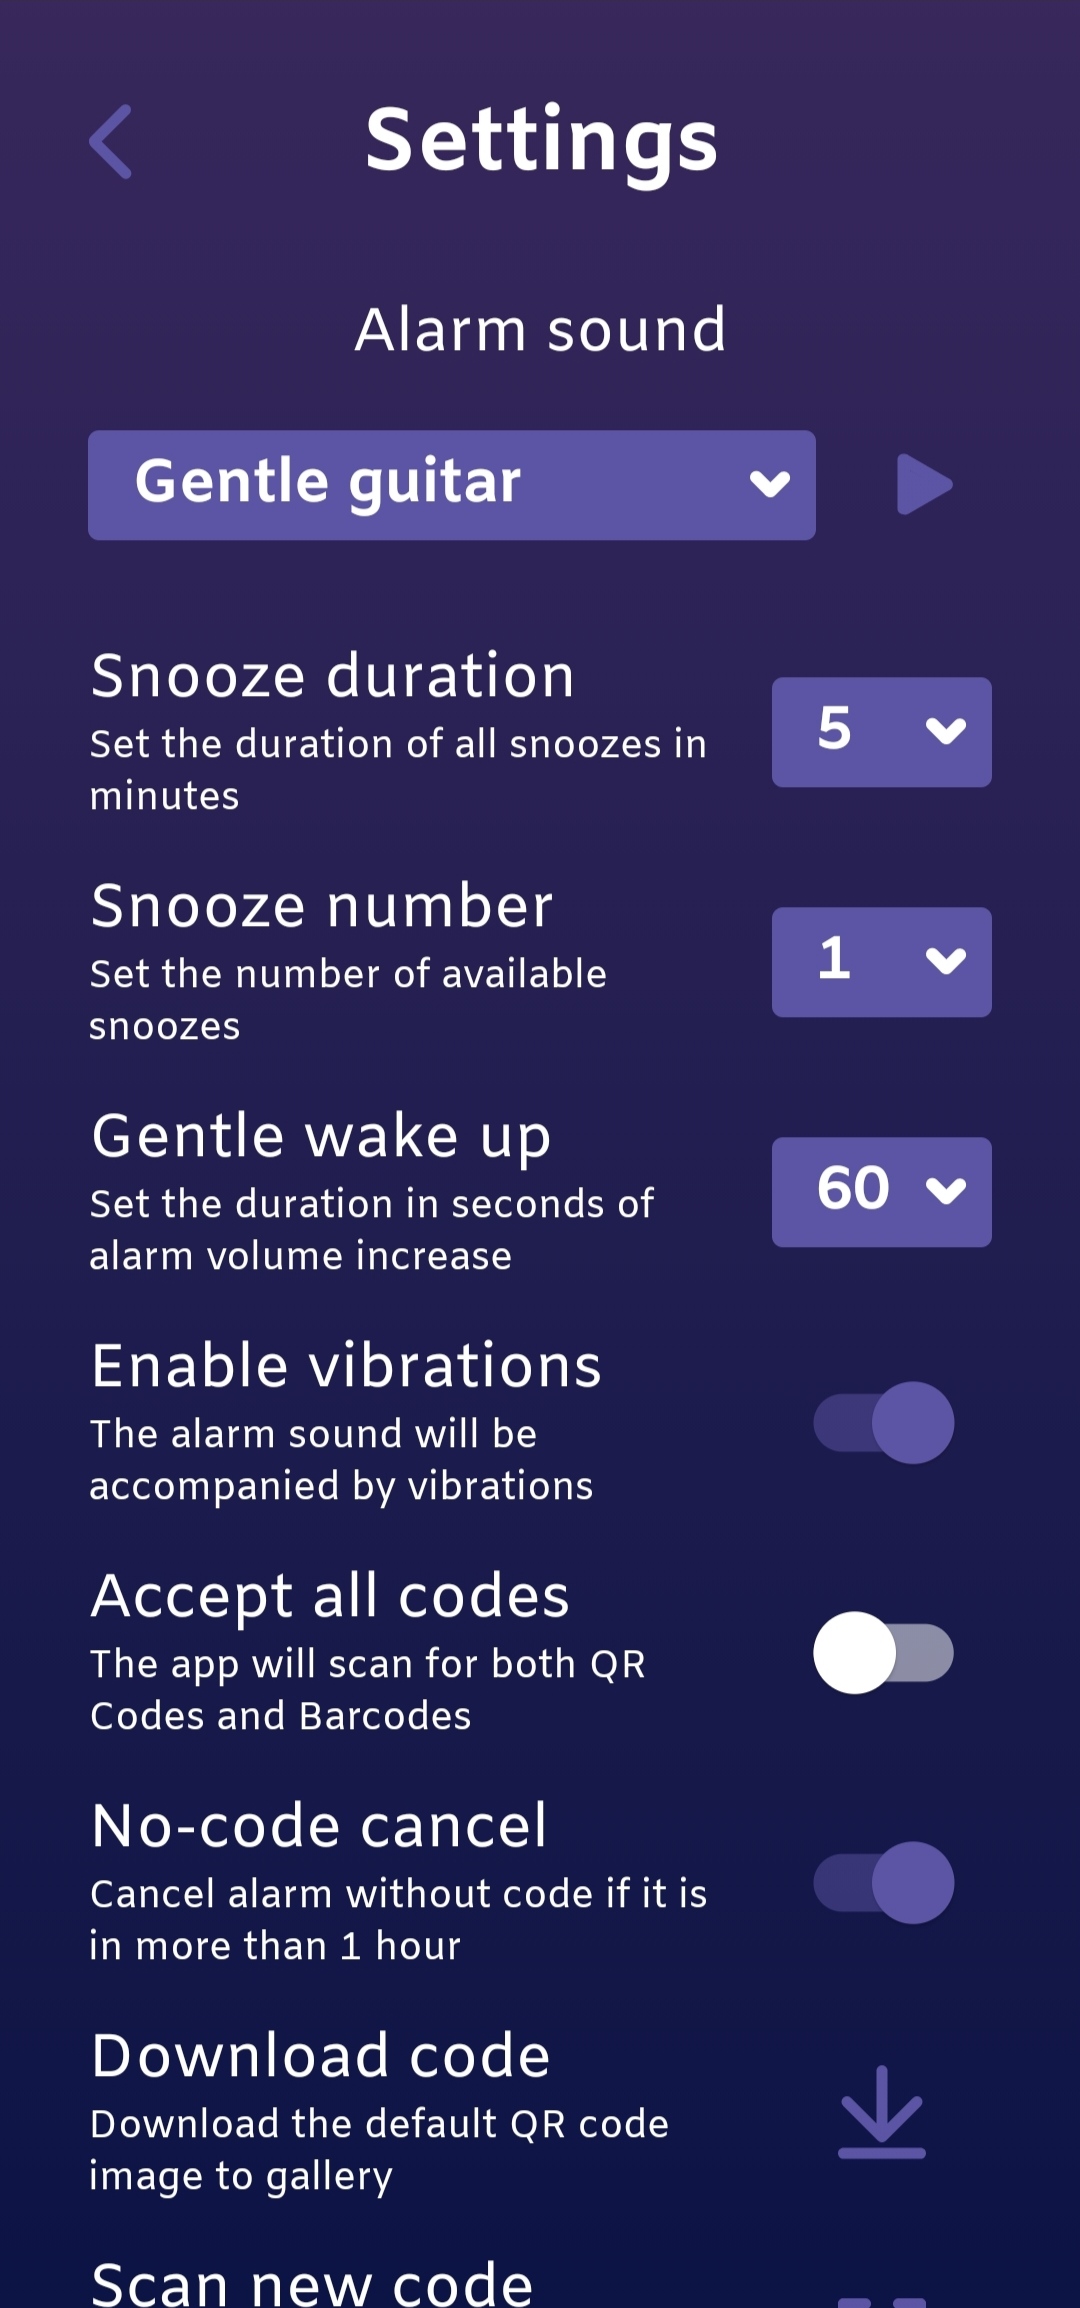 Settings
Alarm sound
Gentle guitar
Snooze duration
Set the duration of all snoozes in
minutes
5
Snooze number
Set the number of available
snoozes
1
Gentle wake up
Set the duration in seconds of
alarm volume increase
60
Enable vibrations
The alarm sound will be
accompanied by vibrations
Accept all codes
The app will scan for both QR
Codes and Barcodes
No-code cancel
Cancel alarm without code if it is
in more than 1 hour
Download code
Download the default QR code
image to gallery
Scan new code